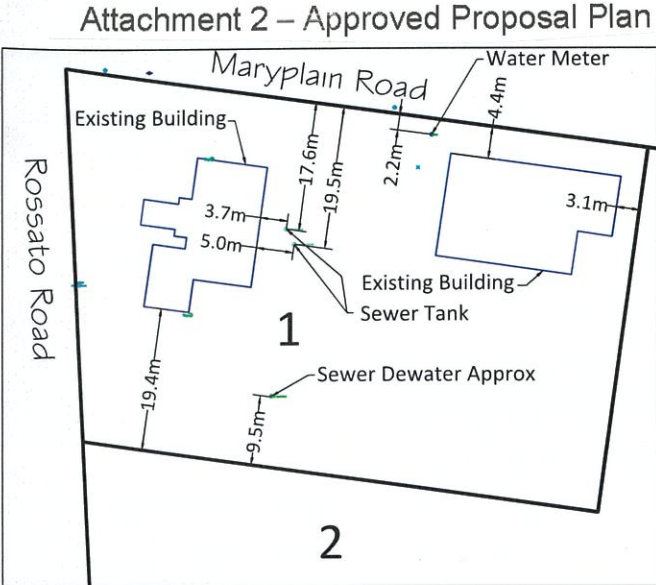 Attachment 2 – Approved Proposal Plan
Maryplain Road
Water Meter
4.4m
Existing Building
17.6m
19.5m
2.2m
Rossato Road
3.7m
3.1m
5.0m
Existing Building
Sewer Tank
1
19.4m
Sewer Dewater Approx
9.5m
2